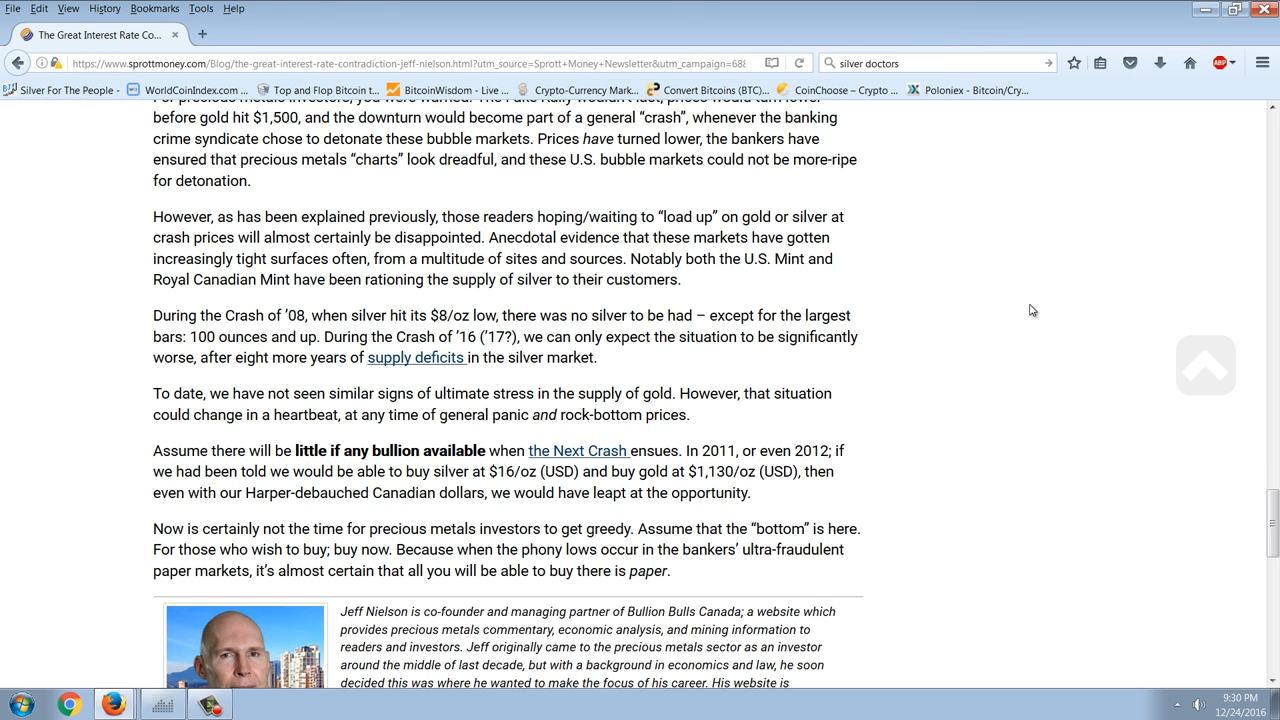 File Edit View History Bookmarks Tools Help
The Great Interest Rate Co... × +
https://www.sprottmoney.com/Blog/the-great-interest-rate-contradiction-jeff-nielson.html?utm_source=Sprott+Money+Newsletter&utm_campaign=688
silver doctors
ABP
Silver For The People - WorldCoinIndex.com ... Top and Flop Bitcoin t... BitcoinWisdom - Live ... Crypto-Currency Mark... Convert Bitcoins (BTC)... CoinChoose – Crypto ... Poloniex - Bitcoin/Cry...
before gold hit $1,500, and the downturn would become part of a general “crash”, whenever the banking
crime syndicate chose to detonate these bubble markets. Prices have turned lower, the bankers have
ensured that precious metals “charts” look dreadful, and these U.S. bubble markets could not be more-ripe
for detonation.
However, as has been explained previously, those readers hoping/waiting to “load up” on gold or silver at
crash prices will almost certainly be disappointed. Anecdotal evidence that these markets have gotten
increasingly tight surfaces often, from a multitude of sites and sources. Notably both the U.S. Mint and
Royal Canadian Mint have been rationing the supply of silver to their customers.
During the Crash of ’08, when silver hit its $8/oz low, there was no silver to be had – except for the largest
bars: 100 ounces and up. During the Crash of ’16 (’17?), we can only expect the situation to be significantly
worse, after eight more years of supply deficits in the silver market.
To date, we have not seen similar signs of ultimate stress in the supply of gold. However, that situation
could change in a heartbeat, at any time of general panic and rock-bottom prices.
Assume there will be little if any bullion available when the Next Crash ensues. In 2011, or even 2012; if
we had been told we would be able to buy silver at $16/oz (USD) and buy gold at $1,130/oz (USD), then
even with our Harper-debauched Canadian dollars, we would have leapt at the opportunity.
Now is certainly not the time for precious metals investors to get greedy. Assume that the “bottom” is here.
For those who wish to buy; buy now. Because when the phony lows occur in the bankers’ ultra-fraudulent
paper markets, it’s almost certain that all you will be able to buy there is paper.
Jeff Nielson is co-founder and managing partner of Bullion Bulls Canada; a website which
provides precious metals commentary, economic analysis, and mining information to
readers and investors. Jeff originally came to the precious metals sector as an investor
around the middle of last decade, but with a background in economics and law, he soon
decided this was where he wanted to make the focus of his career. His website is
9:30 PM
12/24/2016